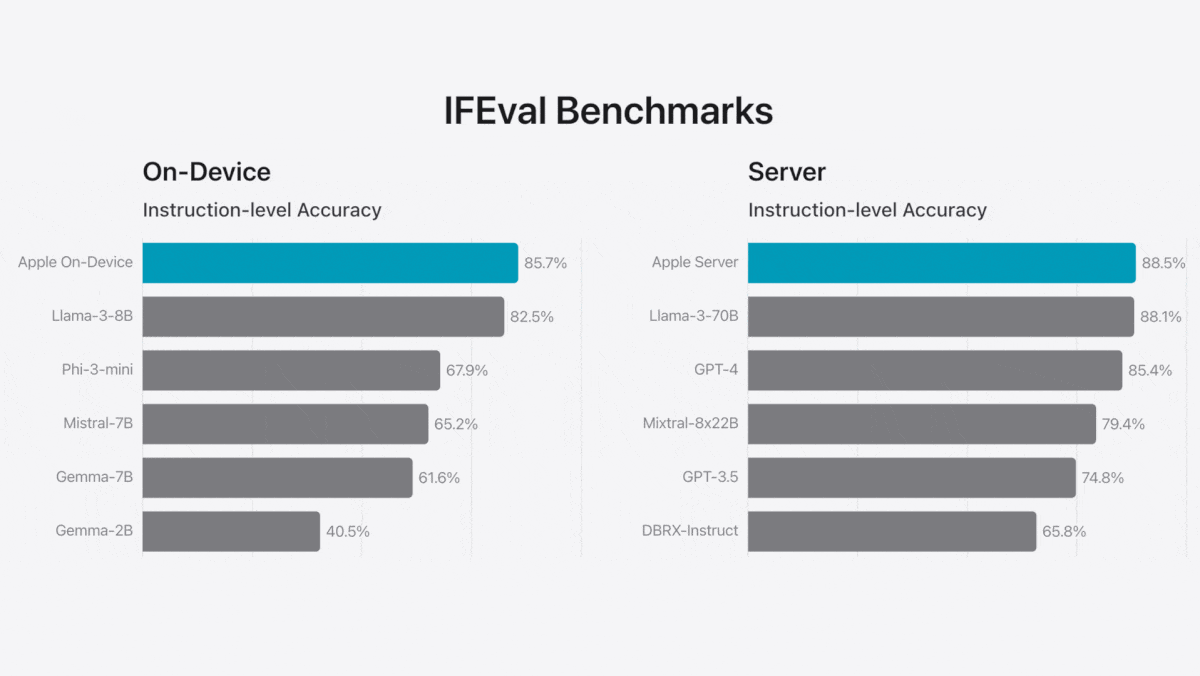 IFEval Benchmarks
On-Device
Instruction-level Accuracy
Apple On-Device 85.7%
Llama-3-8B 82.5%
Phi-3-mini 67.9%
Mistral-7B 65.2%
Gemma-7B 61.6%
Gemma-2B 40.5%
Server
Instruction-level Accuracy
Apple Server 88.5%
Llama-3-70B 88.1%
GPT-4 85.4%
Mixtral-8x22B 79.4%
GPT-3.5 74.8%
DBRX-Instruct 65.8%